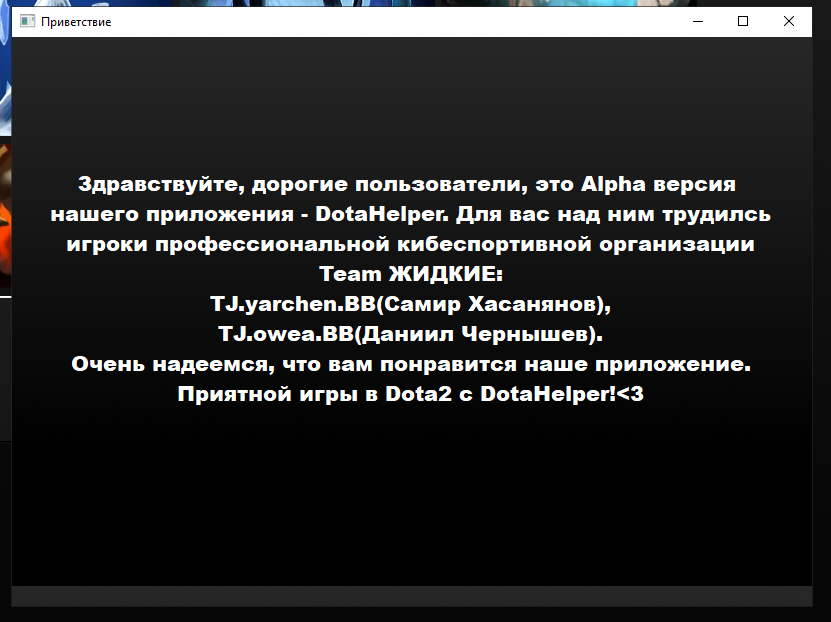 Приветствие
Здравствуйте, дорогие пользователи, это Alpha версия
нашего приложения - DotaHelper. Для вас над ним трудилсь
игроки профессиональной кибеспортивной организации
Team ЖИДКИЕ:
TJ.yarchen.BB(Самир Хасанянов),
TJ.owea.BB(Даниил Чернышев).
Очень надеемся, что вам понравится наше приложение.
Приятной игры в Dota2 с DotaHelper!<3